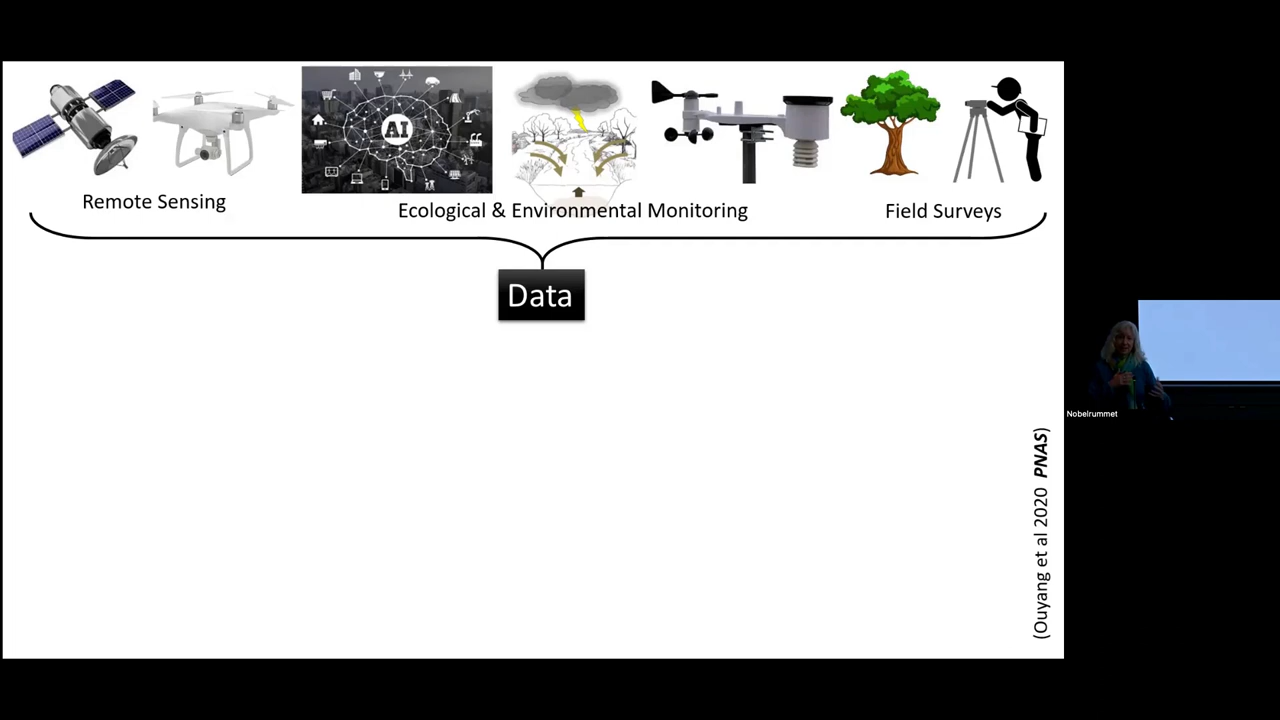 AI
Remote Sensing
Ecological & Environmental Monitoring
Field Surveys
Data
(Ouyang et al 2020 PNAS)
Nobelrummet